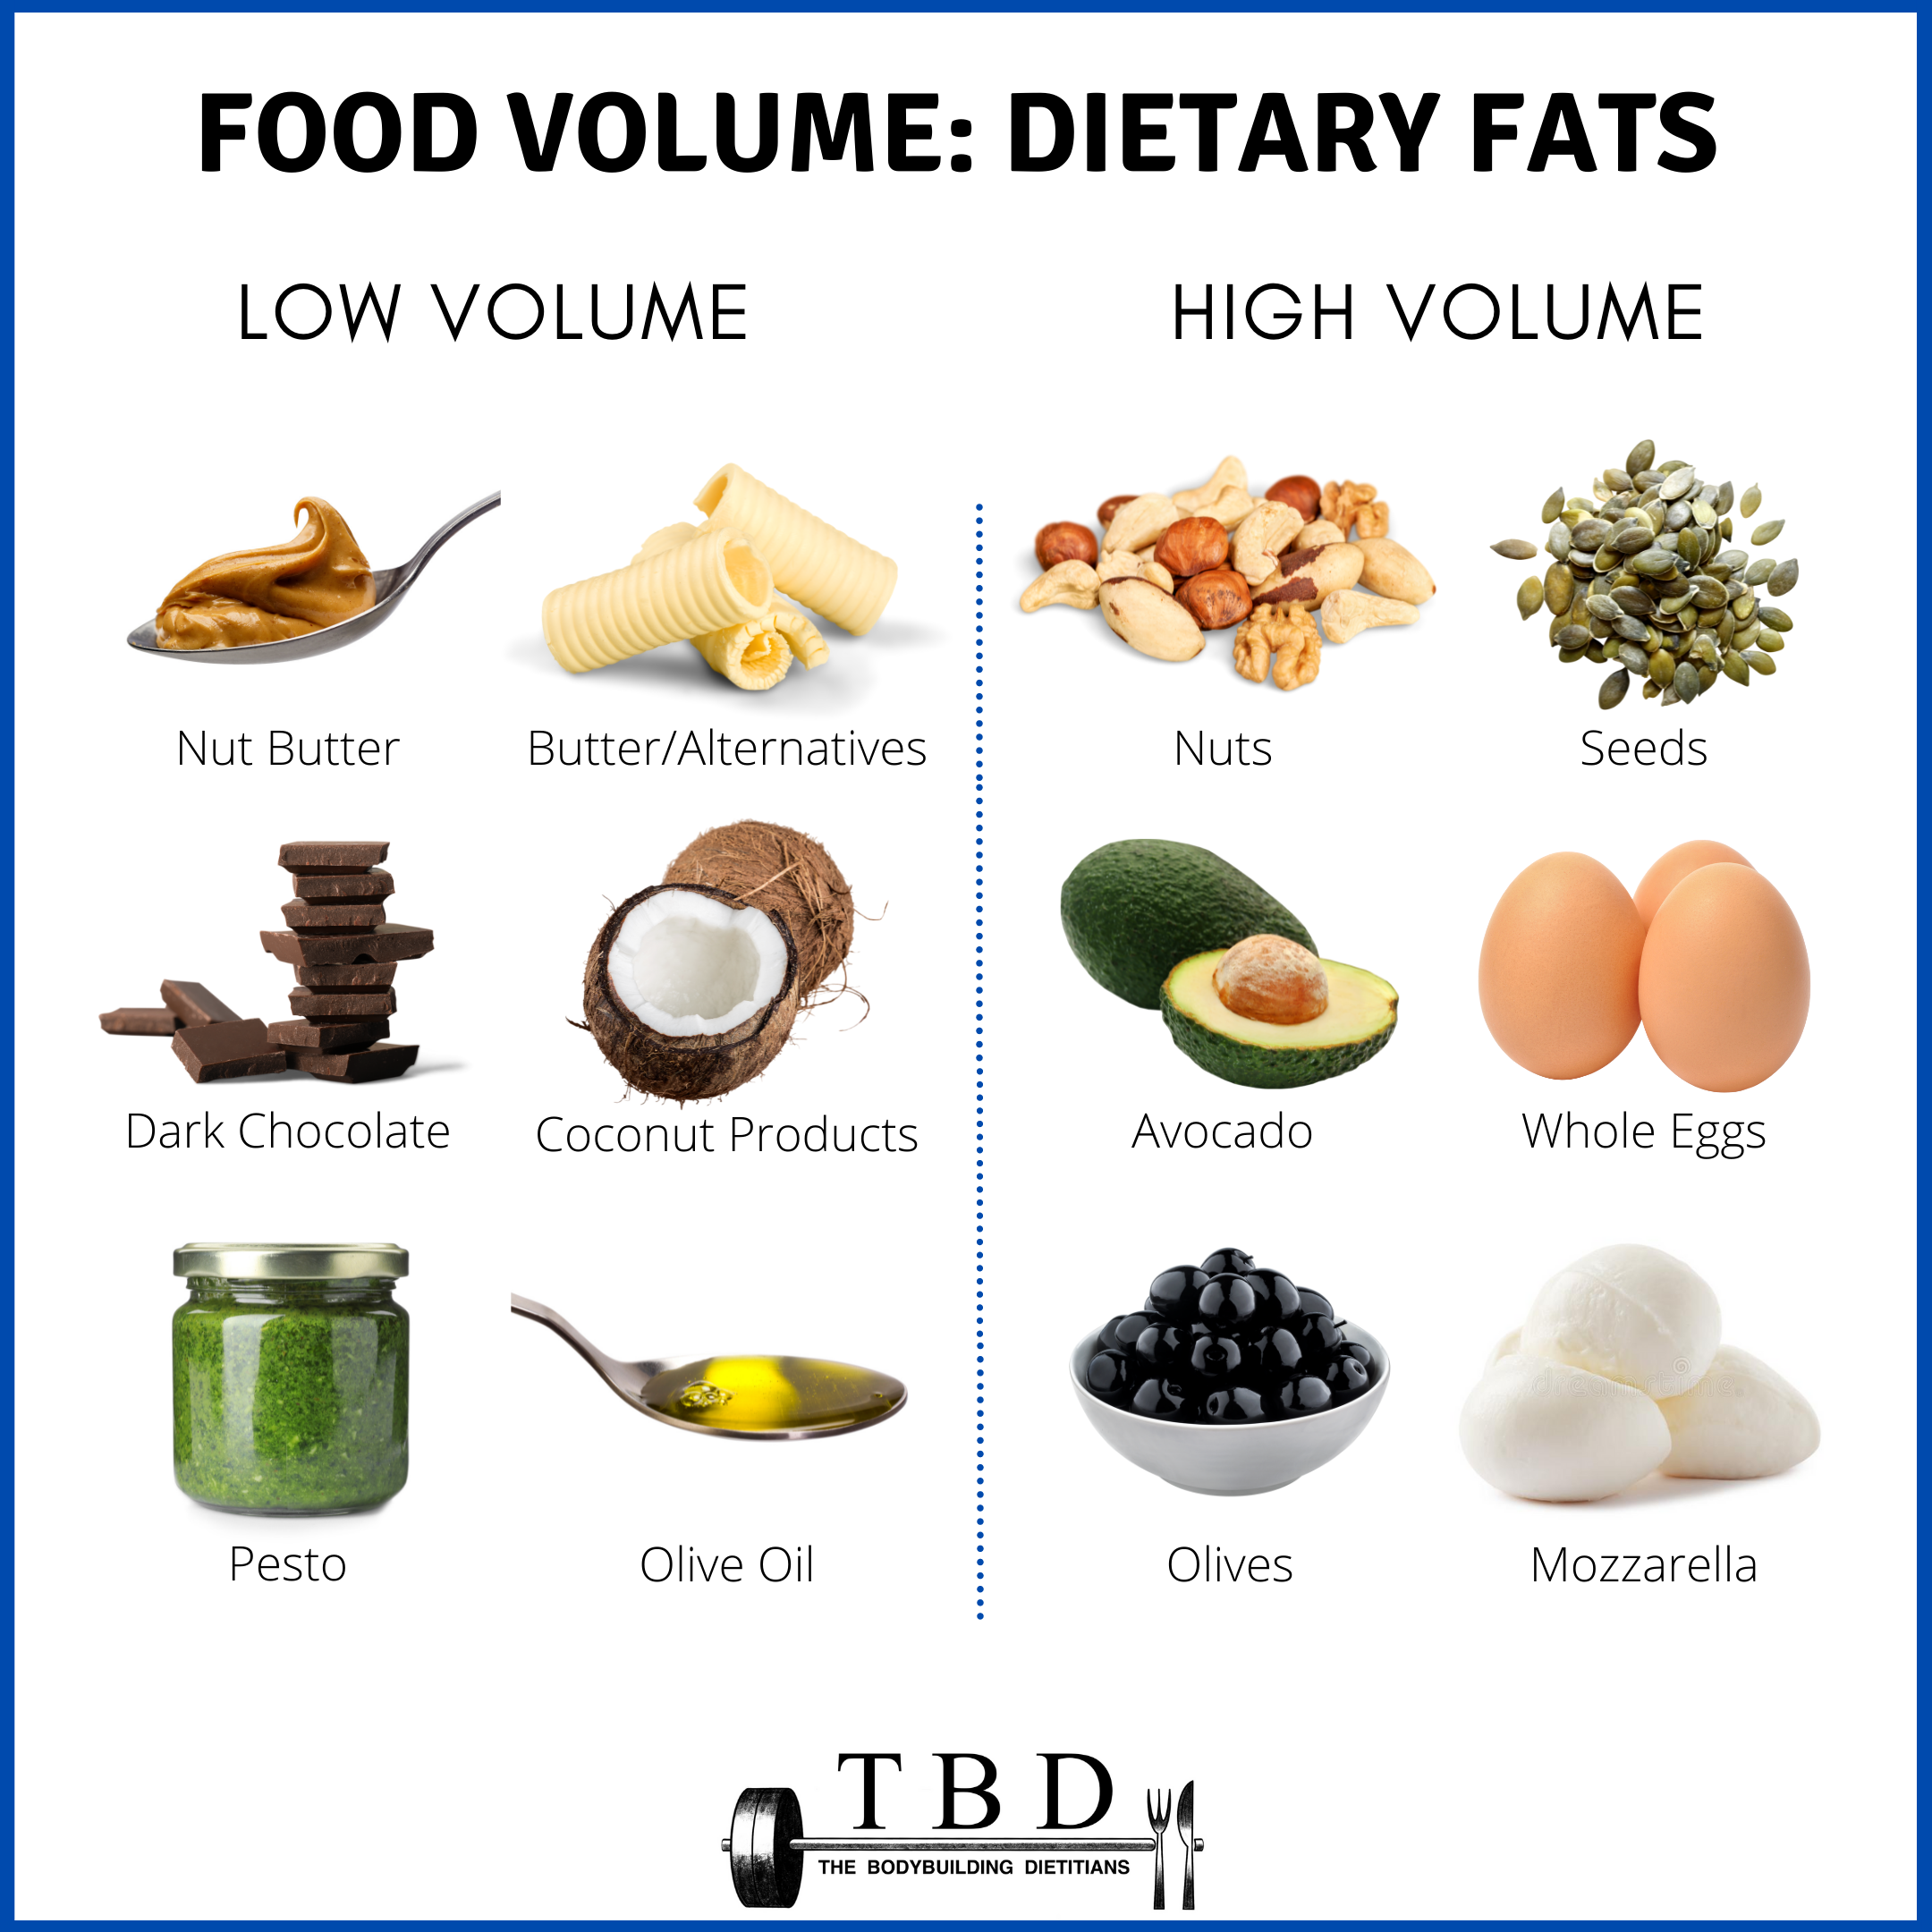 FOOD VOLUME: DIETARY FATS
LOW VOLUME
HIGH VOLUME
Nut Butter
Butter/Alternatives
Nuts
Seeds
Dark Chocolate
Coconut Products
Avocado
Whole Eggs
Pesto
Olive Oil
Olives
Mozzarella
TBD
THE BODYBUILDING DIETITIANS